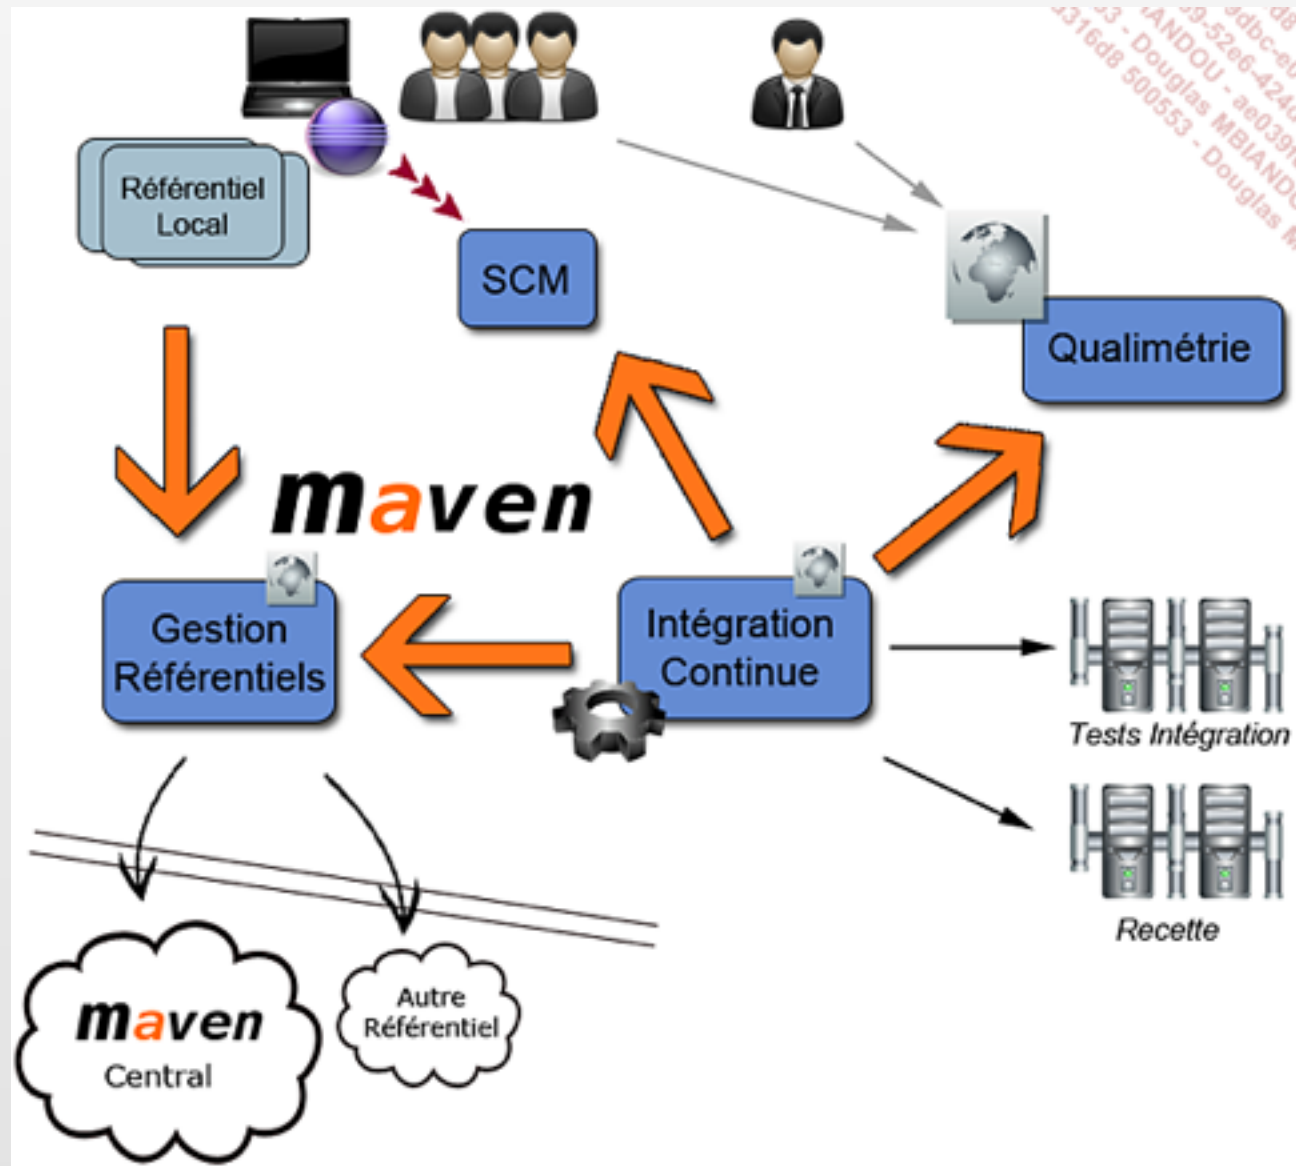 Référentiel
Local
SCM
Qualimétrie
maven
Gestion
Référentiels
Intégration
Continue
Tests Intégration
Recette
maven
Central
Autre
Référentiel